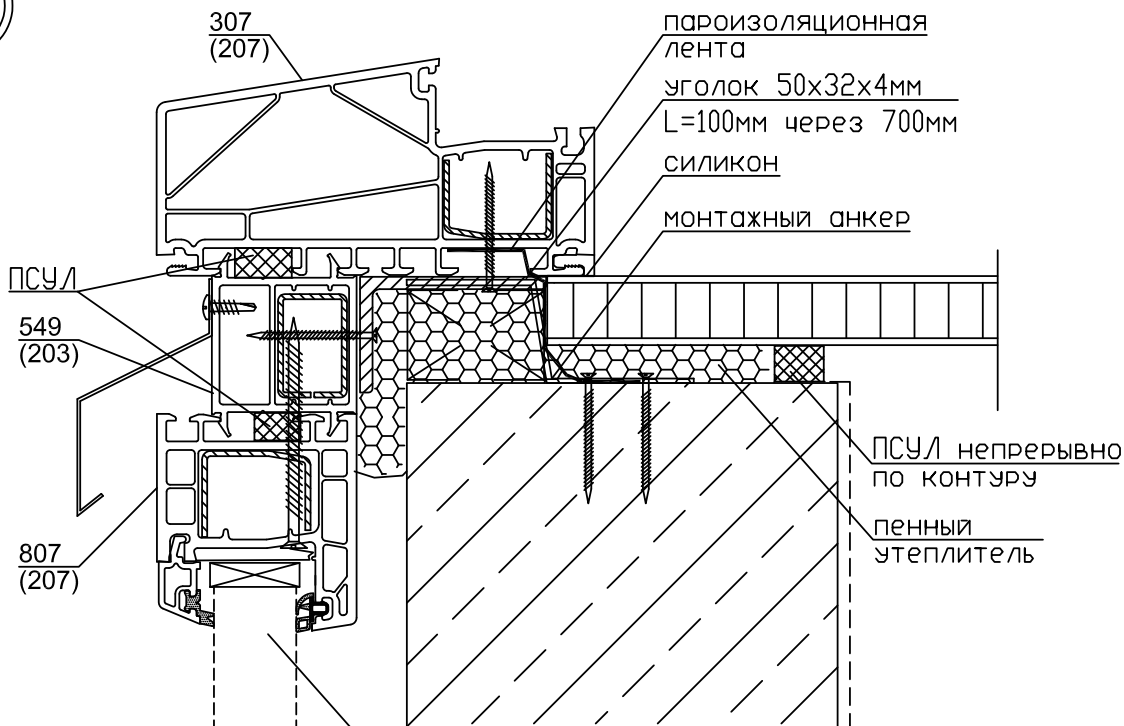 307
(207)
пароизоляционная
лента
уголок 50х32х4мм
L=100мм через 700мм
силикон
монтажный анкер
ПСУЛ
549
(203)
ПСУЛ непрерывно
по контуру
пенный
утеплитель
807
(207)